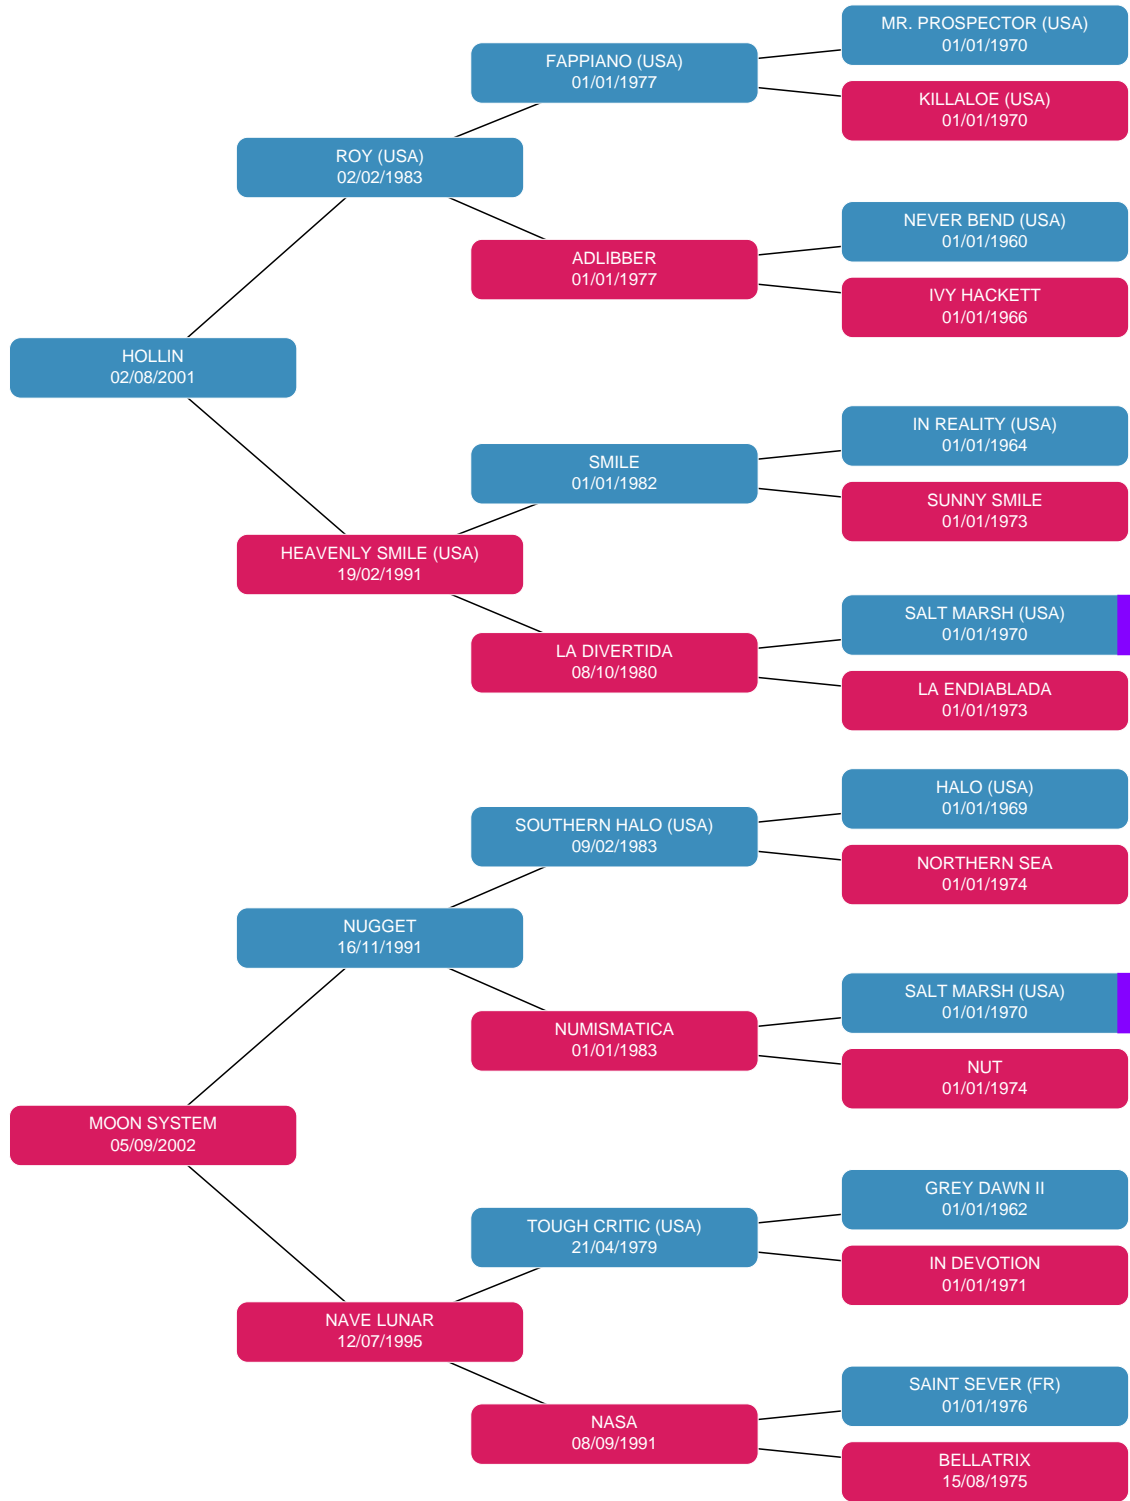 MR. PROSPECTOR (USA)
01/01/1970
FAPPIANO (USA)
01/01/1977
KILLALOE (USA)
01/01/1970
ROY (USA)
02/02/1983
NEVER BEND (USA)
01/01/1960
ADLIBBER
01/01/1977
IVY HACKETT
01/01/1966
HOLLIN
02/08/2001
IN REALITY (USA)
01/01/1964
SMILE
01/01/1982
SUNNY SMILE
01/01/1973
HEAVENLY SMILE (USA)
19/02/1991
SALT MARSH (USA)
01/01/1970
LA DIVERTIDA
08/10/1980
LA ENDIABLADA
01/01/1973
HALO (USA)
01/01/1969
SOUTHERN HALO (USA)
09/02/1983
NORTHERN SEA
01/01/1974
NUGGET
16/11/1991
SALT MARSH (USA)
01/01/1970
NUMISMATICA
01/01/1983
NUT
01/01/1974
MOON SYSTEM
05/09/2002
GREY DAWN II
01/01/1962
TOUGH CRITIC (USA)
21/04/1979
IN DEVOTION
01/01/1971
NAVE LUNAR
12/07/1995
SAINT SEVER (FR)
01/01/1976
NASA
08/09/1991
BELLATRIX
15/08/1975